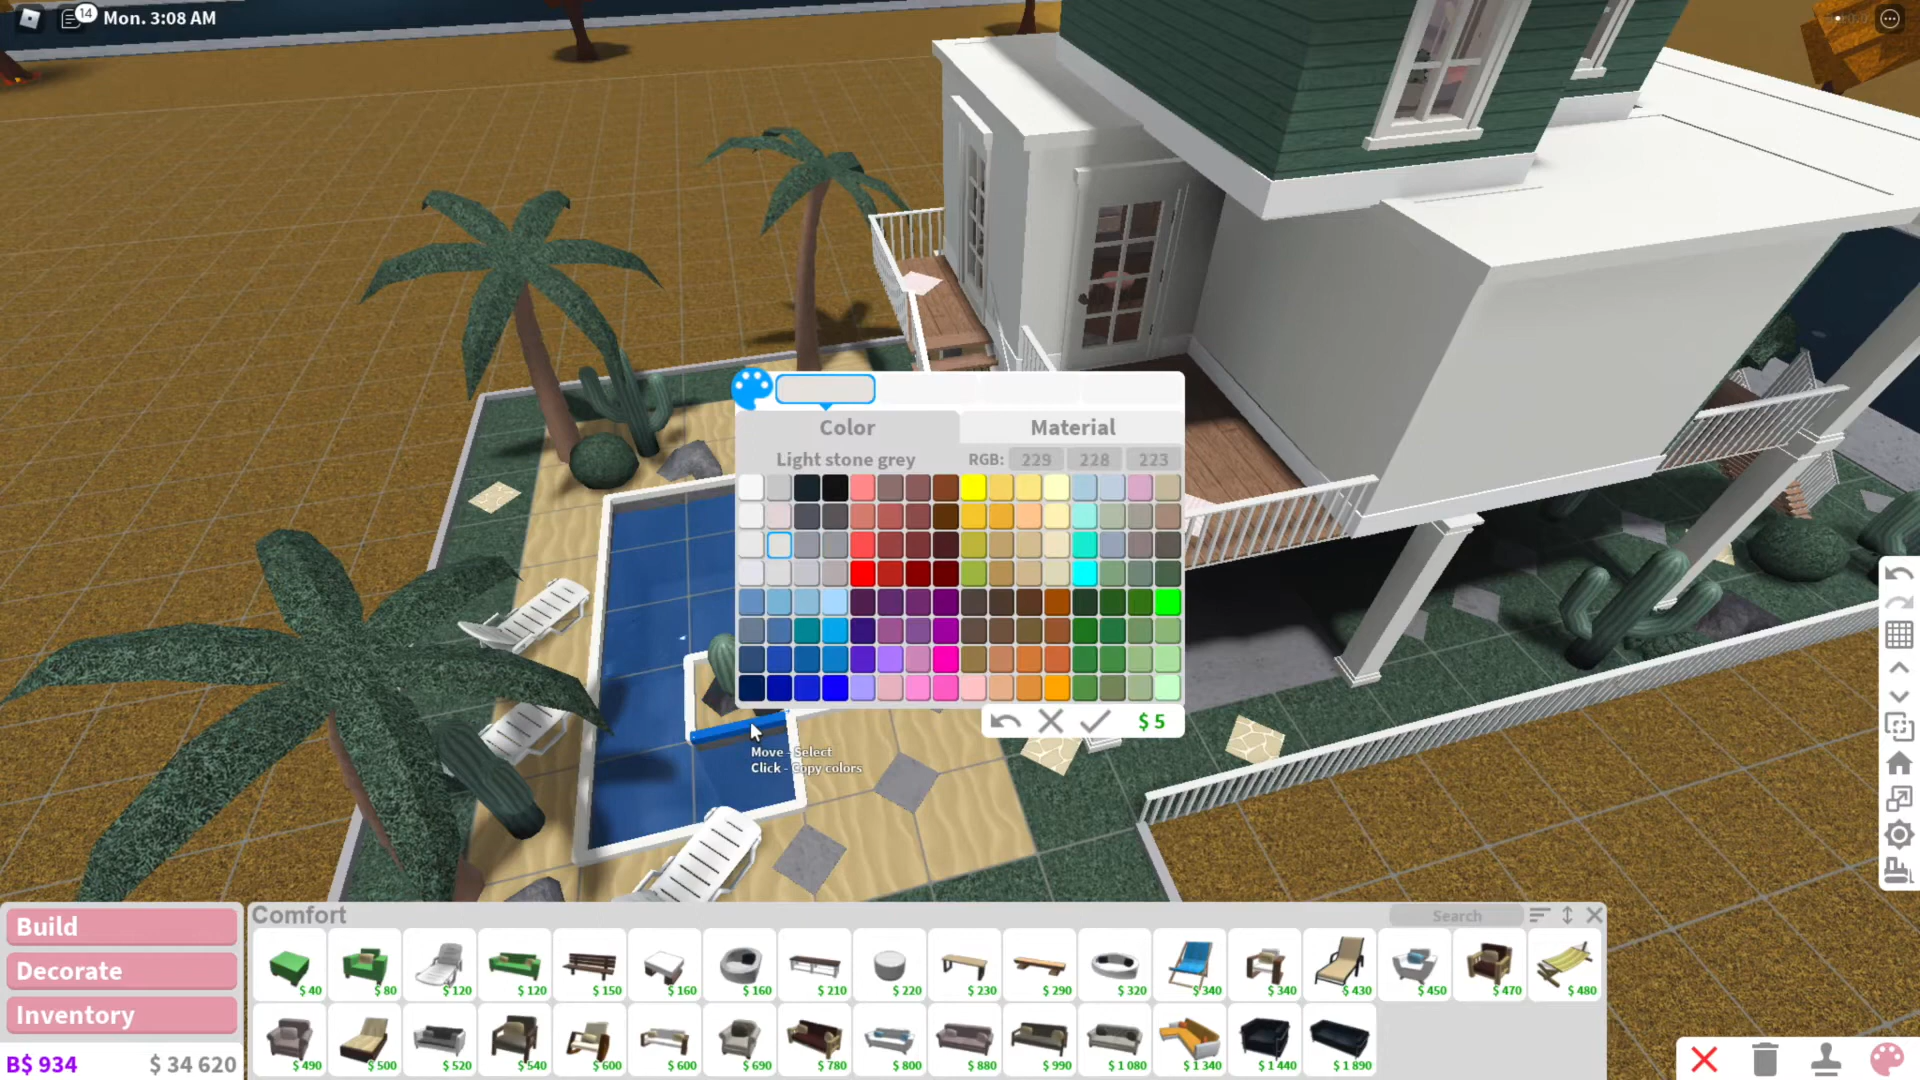 14
Mon. 3:08 AM
Color
Material
Light stone grey
RGB: 229 228 223
$ 5
Move - Select
Click - Copy colors
Build
Decorate
Inventory
B$ 934
$ 34 620
Comfort
Search
$ 40 $ 80 $ 120 $ 120 $ 150 $ 160 $ 160 $ 210 $ 220 $ 230 $ 290 $ 320 $ 340 $ 340 $ 430 $ 450 $ 470 $ 480
$ 490 $ 500 $ 520 $ 540 $ 600 $ 600 $ 690 $ 780 $ 800 $ 880 $ 990 $ 1 080 $ 1 340 $ 1 440 $ 1 890